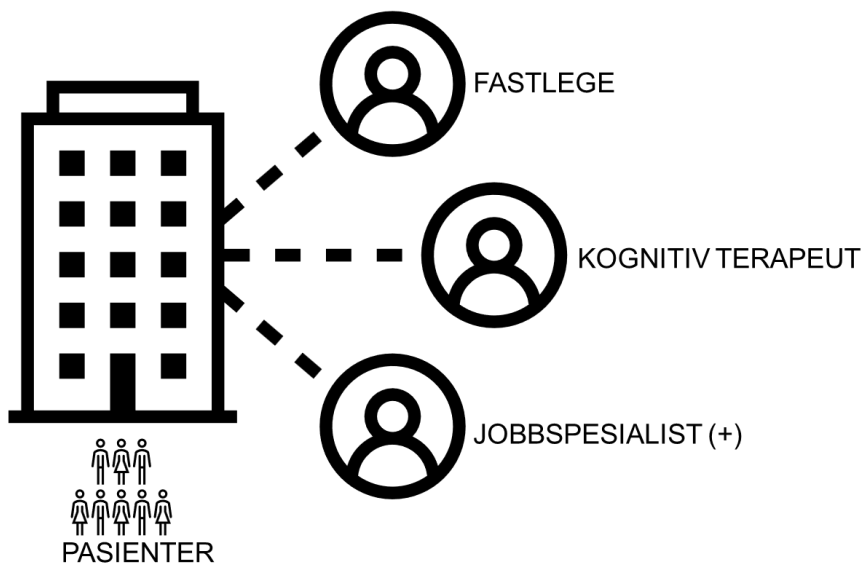 FASTLEGE
KOGNITIV TERAPEUT
JOBBSPESIALIST (+)
PASIENTER